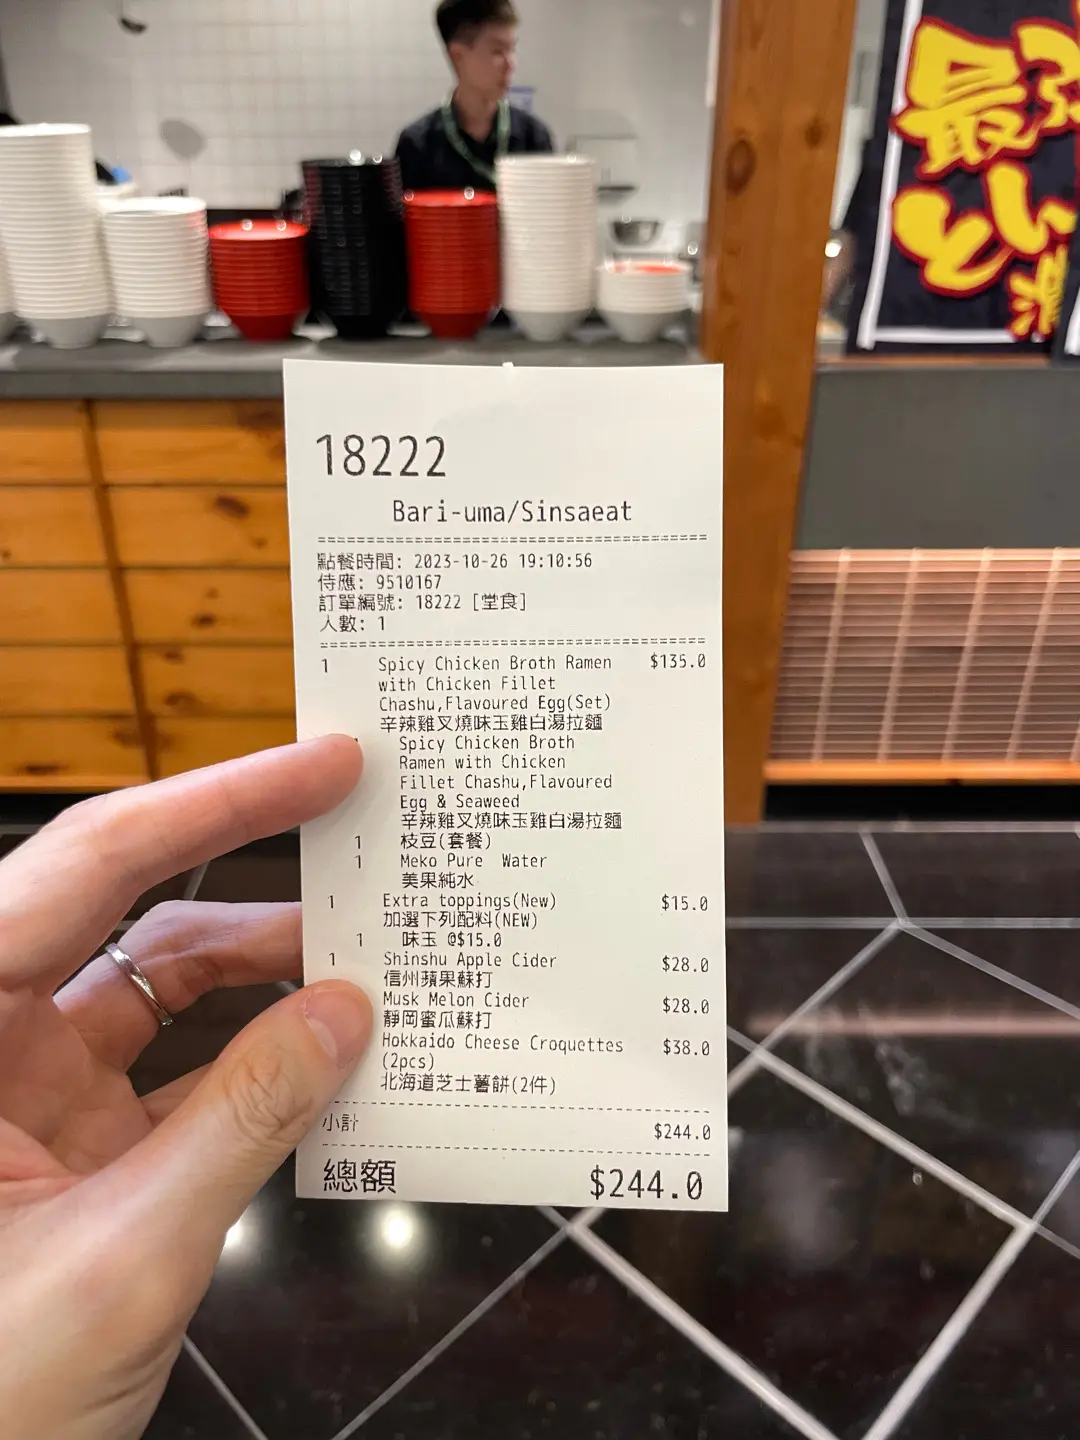 最強
18222
Bari-uma/Sinsaeat
點餐時間: 2023-10-26 19:10:56
侍應: 9510167
訂單編號: 18222 [堂食]
人數: 1
1 Spicy Chicken Broth Ramen $135.0
with Chicken Fillet
Chashu,Flavoured Egg(Set)
辛辣雞叉燒味玉雞白湯拉麵
Spicy Chicken Broth
Ramen with Chicken
Fillet Chashu,Flavoured
Egg & Seaweed
辛辣雞叉燒味玉雞白湯拉麵
1 枝豆(套餐)
1 Meko Pure Water
美果純水
1 Extra toppings(New) $15.0
加選下列配料(NEW)
1 味玉 @$15.0
1 Shinshu Apple Cider $28.0
信州蘋果蘇打
Musk Melon Cider $28.0
靜岡蜜瓜蘇打
Hokkaido Cheese Croquettes $38.0
(2pcs)
北海道芝士薯餅(2件)
小計 $244.0
總額 $244.0